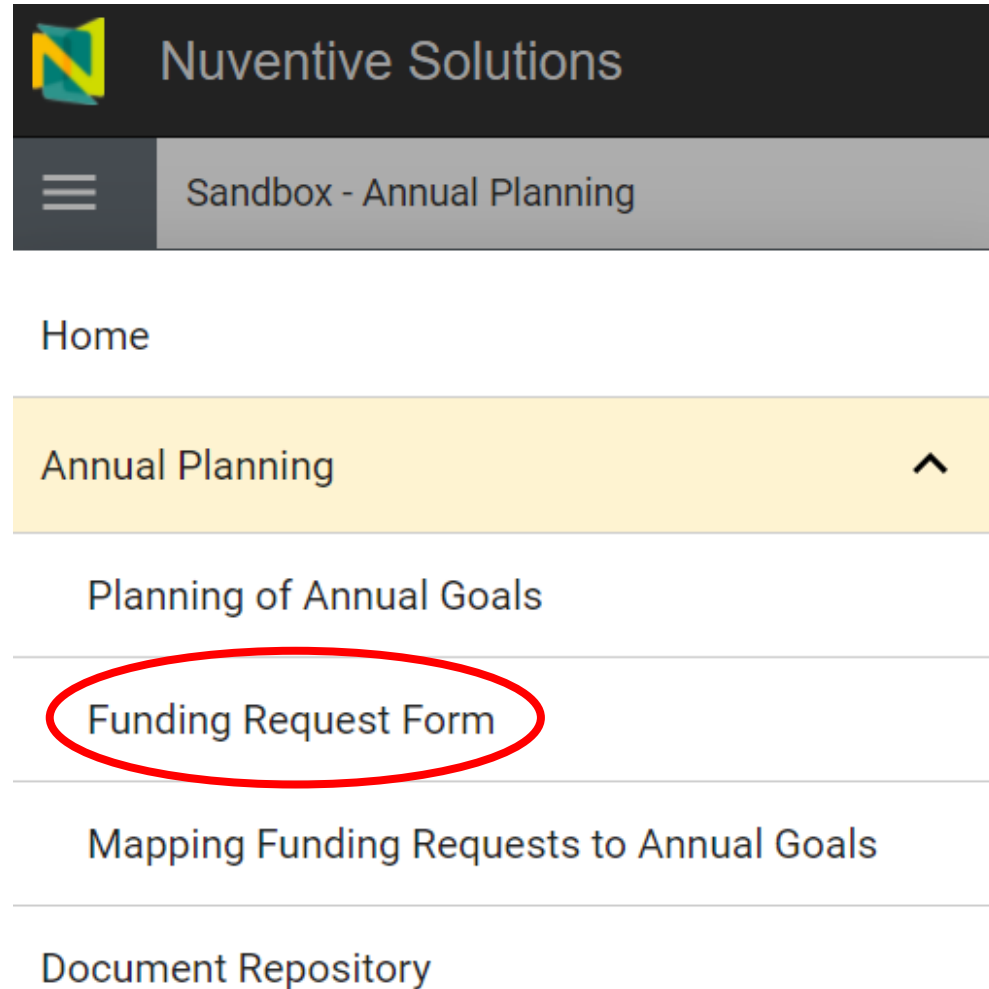 Nuventive Solutions
Sandbox - Annual Planning
Home
Annual Planning
Planning of Annual Goals
Funding Request Form
Mapping Funding Requests to Annual Goals
Document Repository